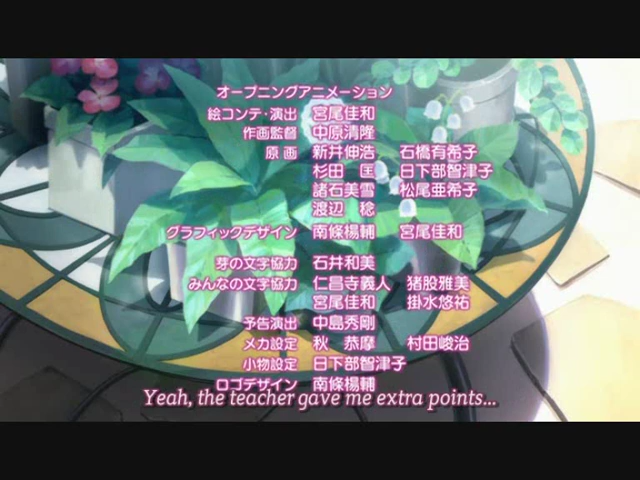 オープニングアニメーション
絵コンテ・演出 宮尾佳和
作画監督 中原清隆
原画 新井伸浩 石橋有希子
杉田 匡 日下部智津子
諸石美雪 松尾亜希子
渡辺 稔
グラフィックデザイン 南條楊輔 宮尾佳和
芽の文字協力 石井和美
みんなの文字協力 仁昌寺義人 猪股雅美
宮尾佳和 掛水悠祐
予告演出 中島秀剛
メカ設定 秋 恭摩 村田峻治
小物設定 日下部智津子
ロゴデザイン 南條楊輔
Yeah, the teacher gave me extra points...